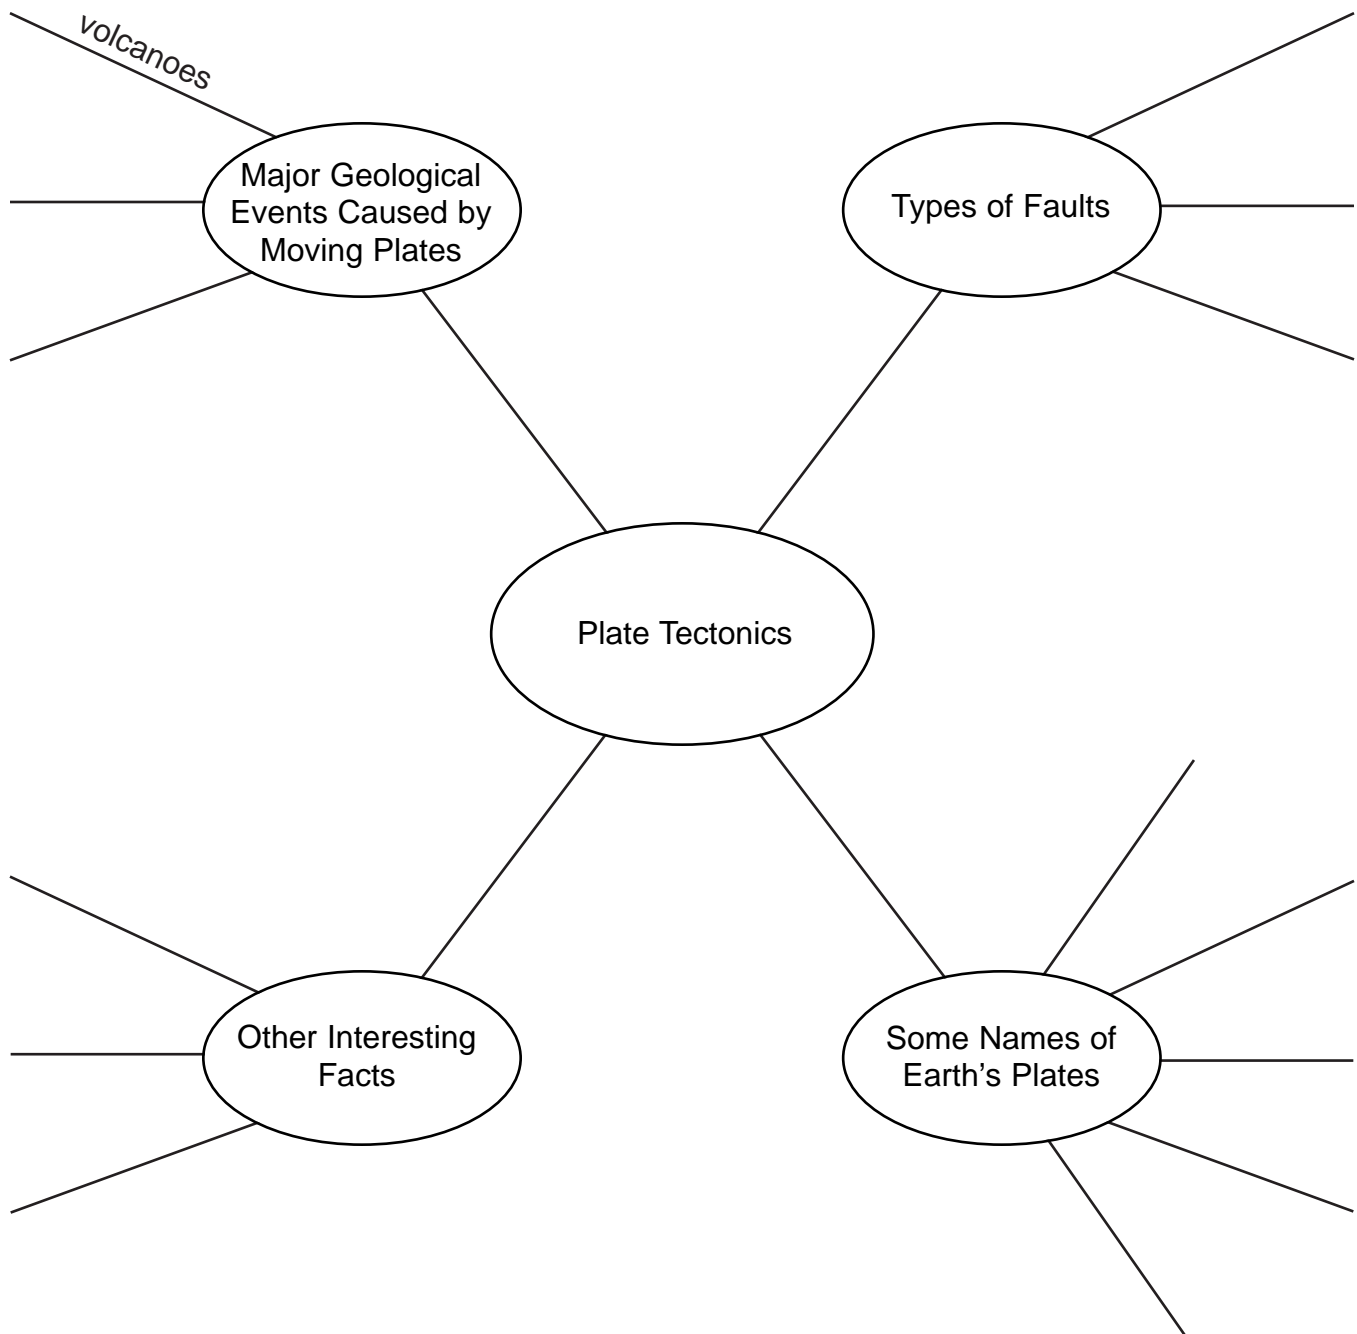 volcanoes
Major Geological
Events Caused by
Moving Plates
Types of Faults
Plate Tectonics
Other Interesting
Facts
Some Names of
Earth's Plates